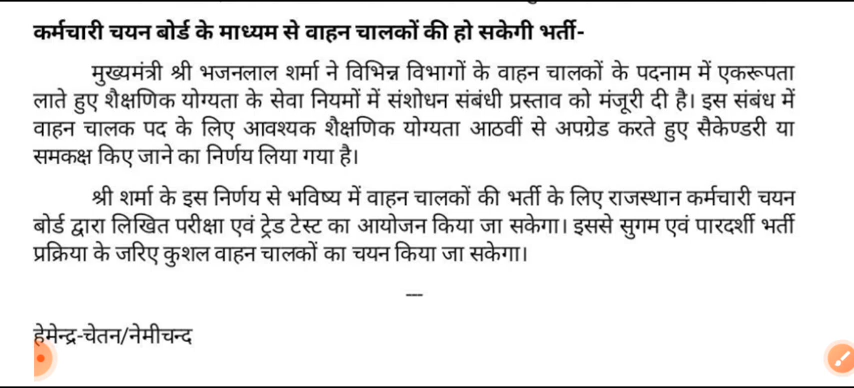 कर्मचारी चयन बोर्ड के माध्यम से वाहन चालकों की हो सकेगी भर्ती-
मुख्यमंत्री श्री भजनलाल शर्मा ने विभिन्न विभागों के वाहन चालकों के पदनाम में एकरूपता
लाते हुए शैक्षणिक योग्यता के सेवा नियमों में संशोधन संबंधी प्रस्ताव को मंजूरी दी है। इस संबंध में
वाहन चालक पद के लिए आवश्यक शैक्षणिक योग्यता आठवीं से अपग्रेड करते हुए सैकेण्डरी या
समकक्ष किए जाने का निर्णय लिया गया है।
श्री शर्मा के इस निर्णय से भविष्य में वाहन चालकों की भर्ती के लिए राजस्थान कर्मचारी चयन
बोर्ड द्वारा लिखित परीक्षा एवं ट्रेड टेस्ट का आयोजन किया जा सकेगा। इससे सुगम एवं पारदर्शी भर्ती
प्रक्रिया के जरिए कुशल वाहन चालकों का चयन किया जा सकेगा।
हेमेन्द्र-चेतन/नेमीचन्द